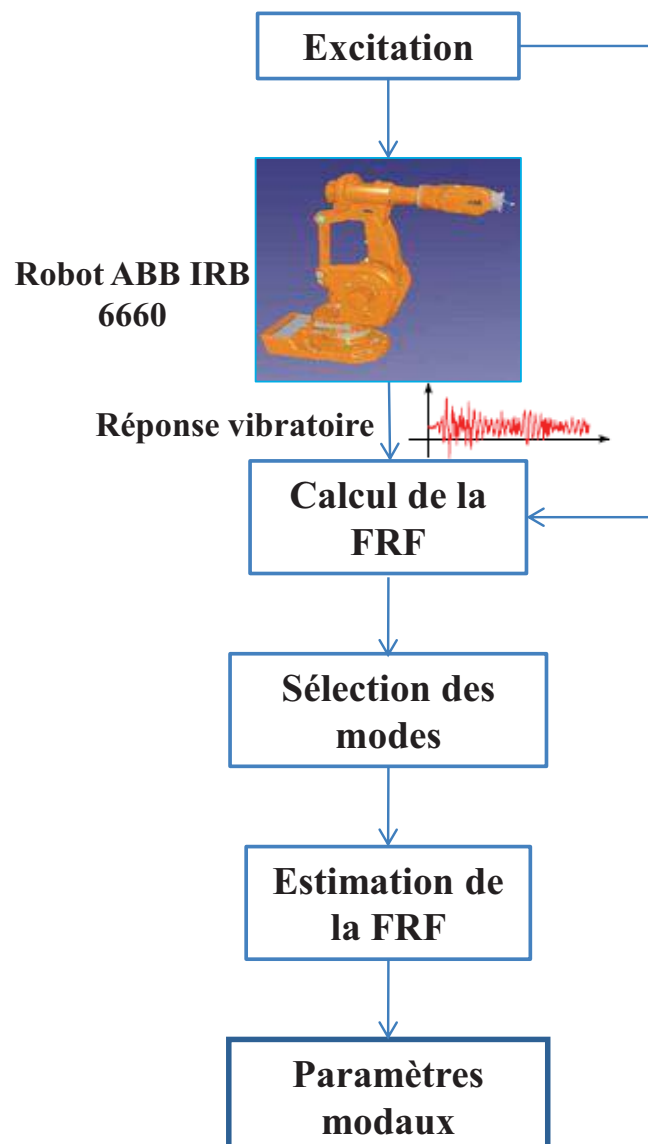 Excitation
Robot ABB IRB
6660
Réponse vibratoire
Calcul de la
FRF
Sélection des
modes
Estimation de
la FRF
Paramètres
modaux